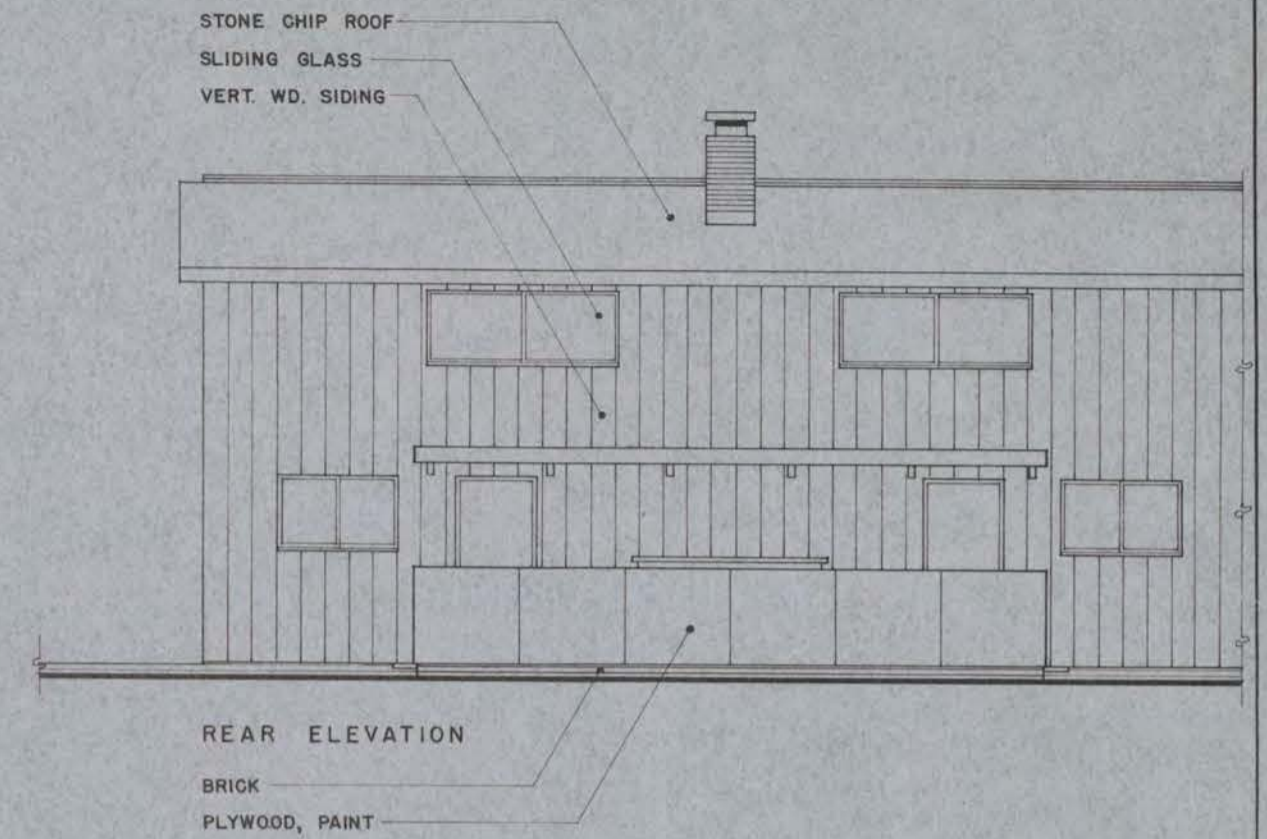 STONE CHIP ROOF
SLIDING GLASS
VERT. WD. SIDING
REAR ELEVATION
BRICK
PLYWOOD, PAINT